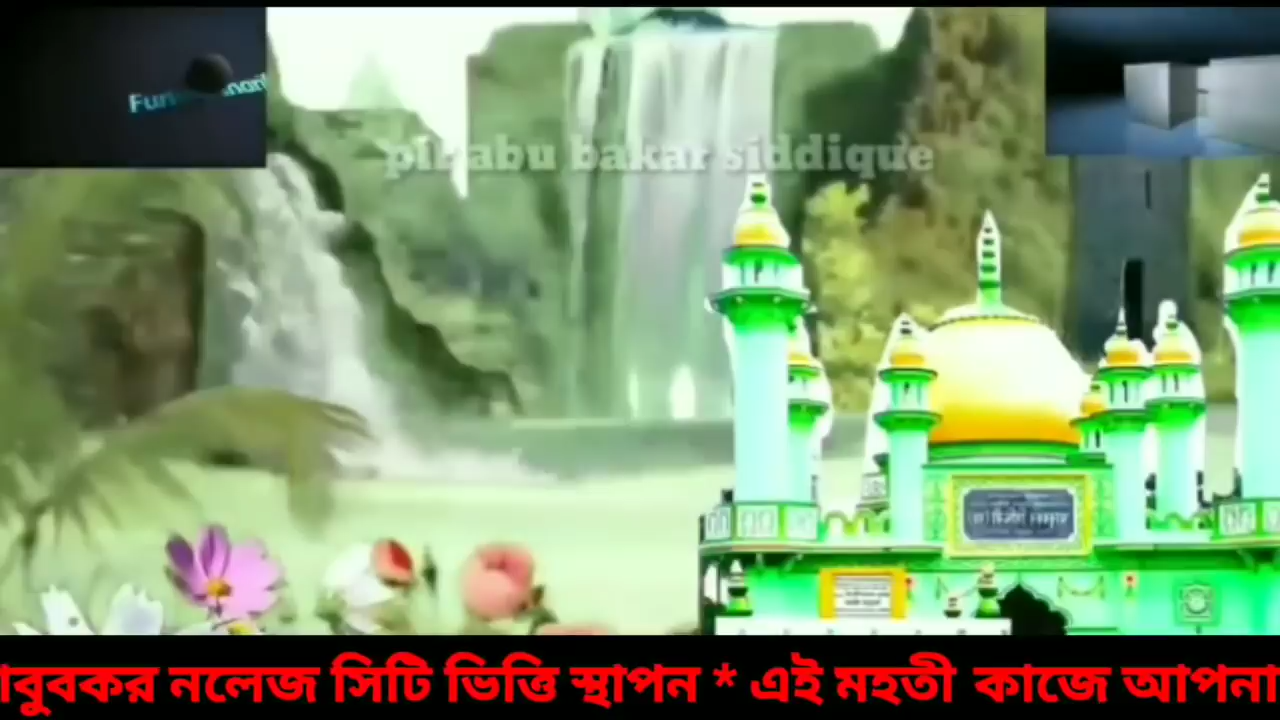 pir abu bakar siddique
াবুবকর নলেজ সিটি ভিত্তি স্থাপন * এই মহতী কাজে আপনা